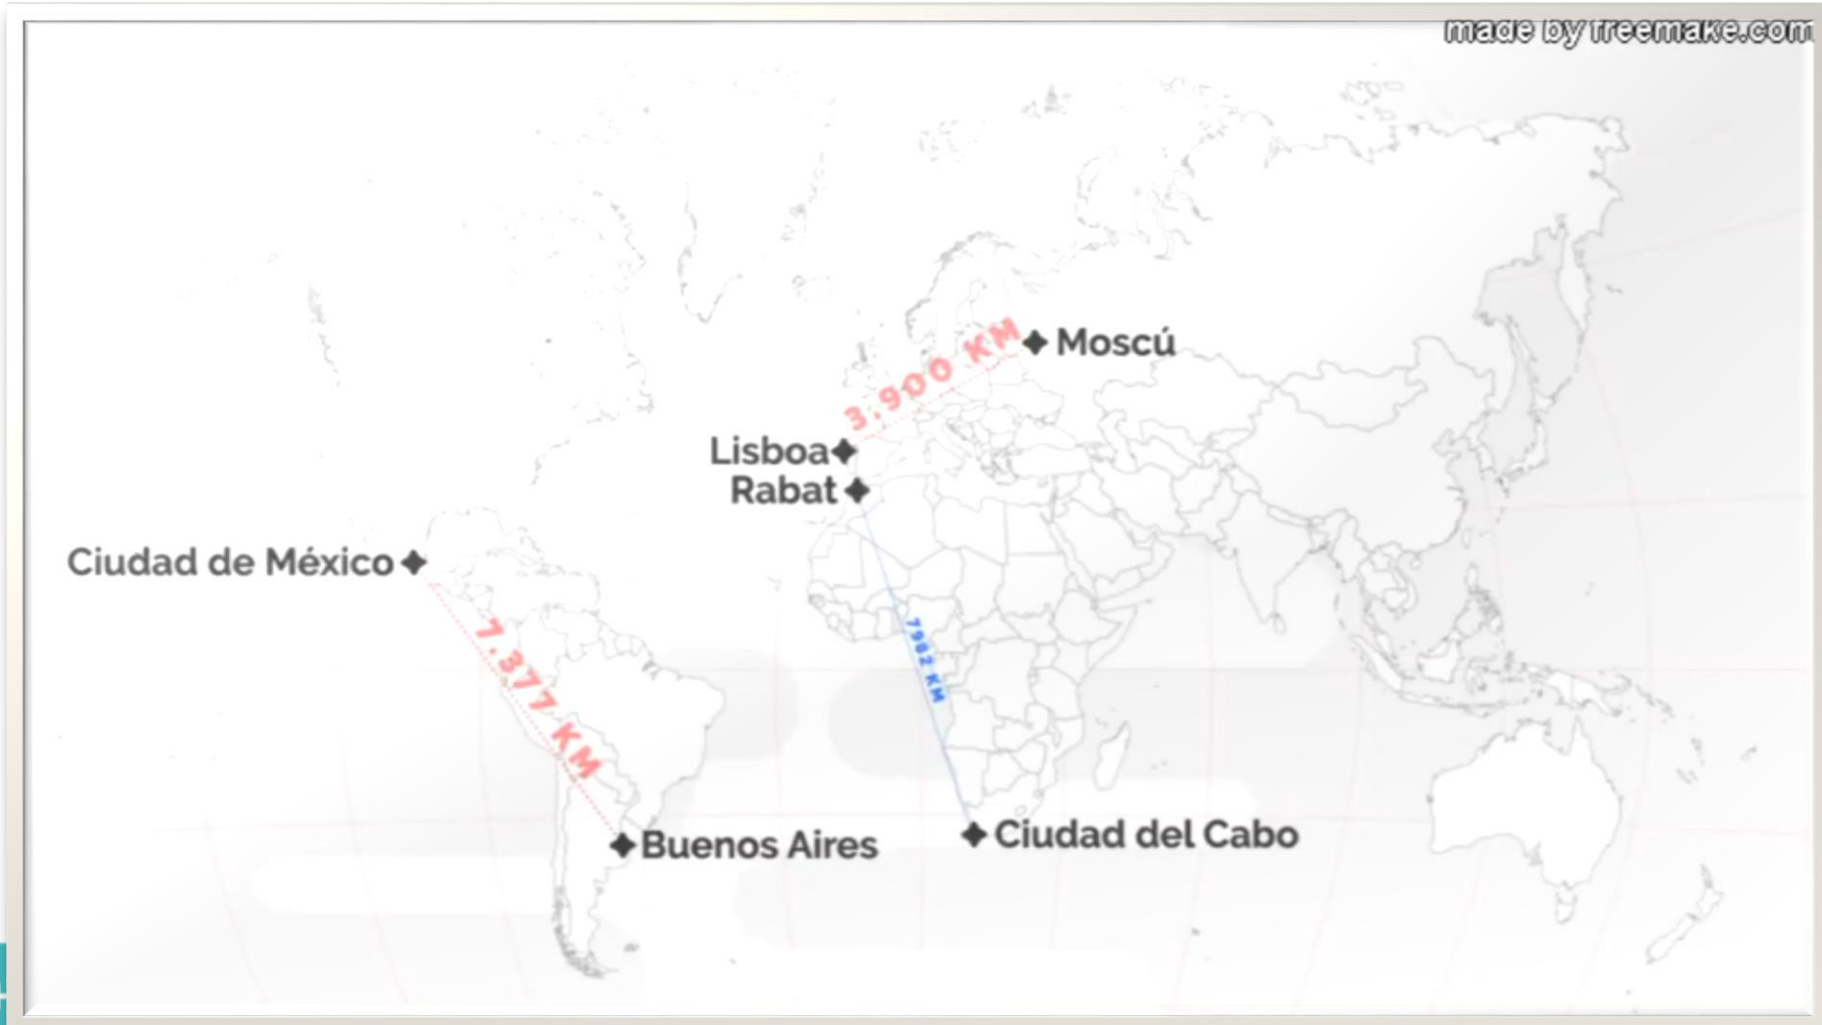 made by freemake.com
Moscú
3.900 KM
Lisboa
Rabat
Ciudad de México
7.377 KM
7982 KM
Buenos Aires
Ciudad del Cabo